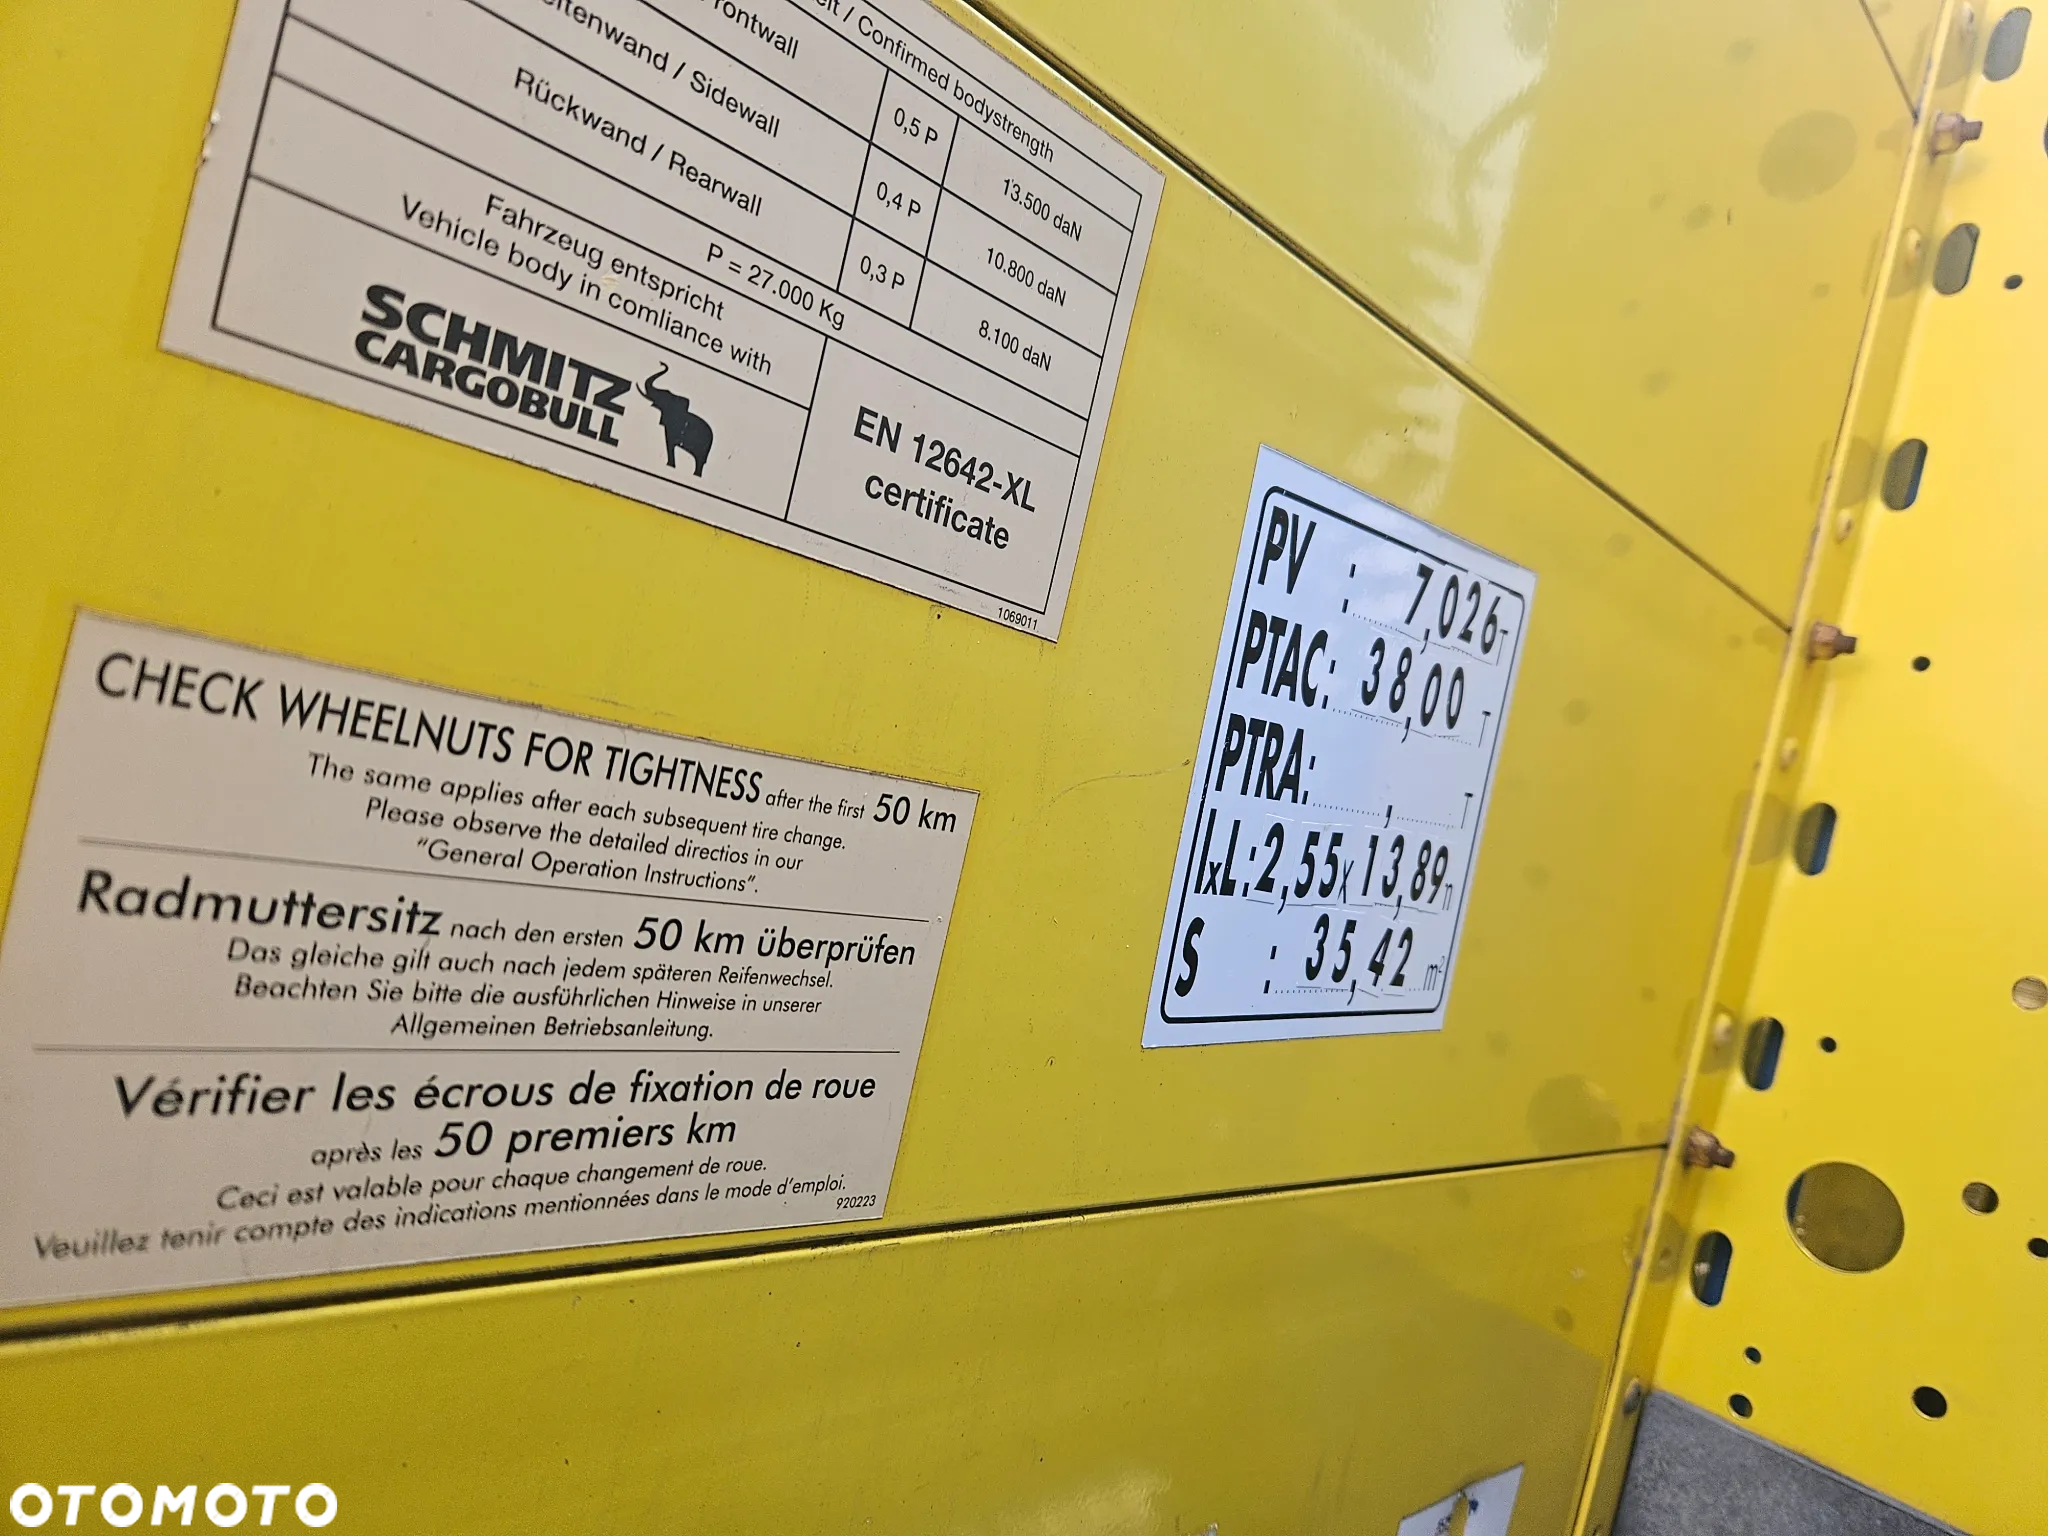 / Confirmed bodystrength
0,5 P 13.500 daN
/ Sidewall 0,4 P 10.800 daN
Rückwand / Rearwall 0,3 P 8.100 daN
P = 27.000 Kg
Fahrzeug entspricht
Vehicle body in comliance with
SCHMITZ
CARGOBULL
EN 12642-XL
certificate
1069011
CHECK WHEELNUTS FOR TIGHTNESS after the first 50 km
The same applies after each subsequent tire change.
Please observe the detailed directios in our
"General Operation Instructions".
Radmuttersitz nach den ersten 50 km überprüfen
Das gleiche gilt auch nach jedem späteren Reifenwechsel.
Beachten Sie bitte die ausführlichen Hinweise in unserer
Allgemeinen Betriebsanleitung.
Vérifier les écrous de fixation de roue
après les 50 premiers km
Ceci est valable pour chaque changement de roue.
Veuillez tenir compte des indications mentionnées dans le mode d'emploi.
920223
PV : 7,026 T
PTAC: 38,00 T
PTRA: , T
lxL: 2,55 x 13,89 m
S : 35,42 m²
OTOMOTO